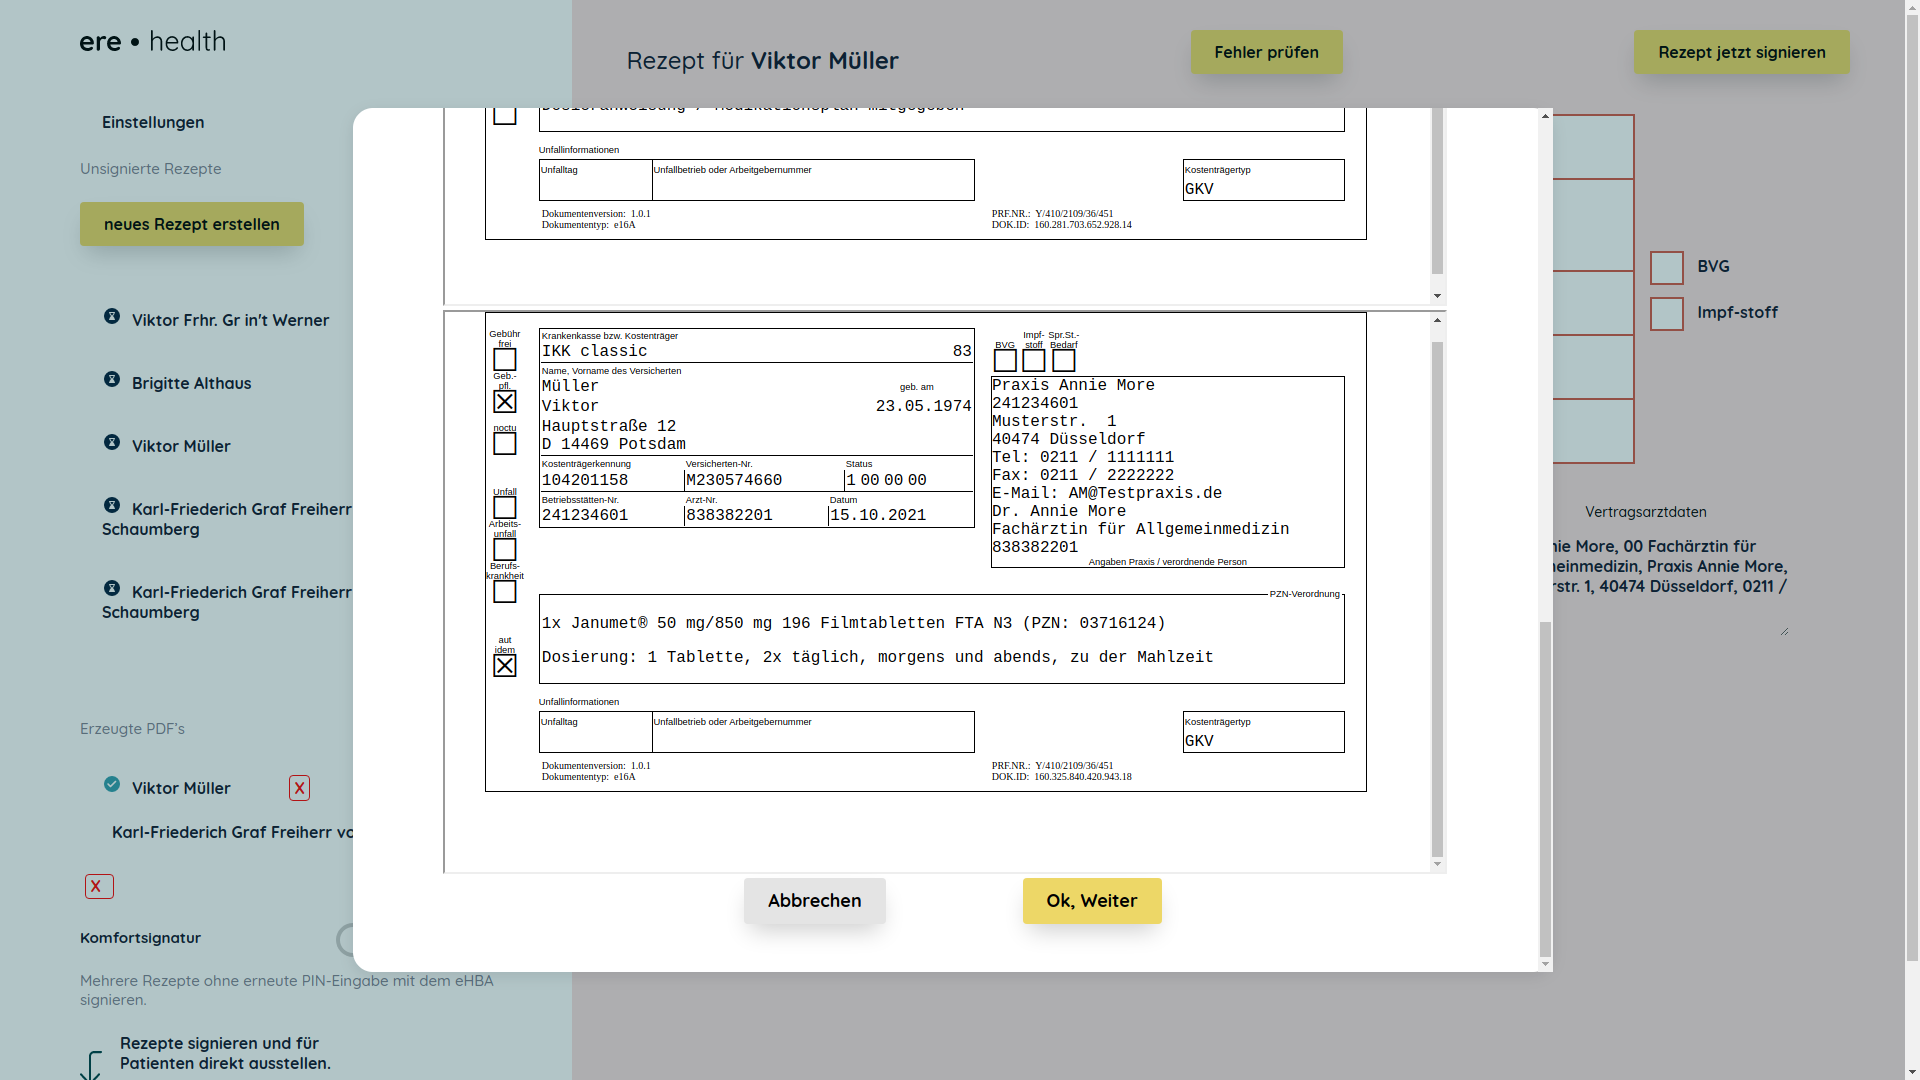 ere • health
Rezept für Viktor Müller
Fehler prüfen
Rezept jetzt signieren
Einstellungen
Unsignierte Rezepte
neues Rezept erstellen
Viktor Frhr. Gr in't Werner
Brigitte Althaus
Viktor Müller
Karl-Friederich Graf Freiherr
Schaumberg
Karl-Friederich Graf Freiherr
Schaumberg
Erzeugte PDF's
Viktor Müller
X
Karl-Friederich Graf Freiherr vo
X
Komfortsignatur
Mehrere Rezepte ohne erneute PIN-Eingabe mit dem eHBA
signieren.
Rezepte signieren und für
Patienten direkt ausstellen.
Dosieranweisung / Medikationsplan mitgegeben
Unfallinformationen
Unfalltag
Unfallbetrieb oder Arbeitgebernummer
Kostenträgertyp
GKV
Dokumentenversion: 1.0.1
Dokumententyp: e16A
PRF.NR.: Y/410/2109/36/451
DOK.ID: 160.281.703.652.928.14
Gebühr
frei
Geb.-
pfl.
noctu
Unfall
Arbeits-
unfall
Berufs-
krankheit
aut
idem
Krankenkasse bzw. Kostenträger
IKK classic 83
Name, Vorname des Versicherten
Müller
geb. am
Viktor 23.05.1974
Hauptstraße 12
D 14469 Potsdam
Kostenträgerkennung Versicherten-Nr. Status
104201158 M230574660 1 00 00 00
Betriebsstätten-Nr. Arzt-Nr. Datum
241234601 838382201 15.10.2021
BVG
Impf-
stoff
Spr.St.-
Bedarf
Praxis Annie More
241234601
Musterstr. 1
40474 Düsseldorf
Tel: 0211 / 1111111
Fax: 0211 / 2222222
E-Mail: AM@Testpraxis.de
Dr. Annie More
Fachärztin für Allgemeinmedizin
838382201
Angaben Praxis / verordnende Person
PZN-Verordnung
1x Janumet® 50 mg/850 mg 196 Filmtabletten FTA N3 (PZN: 03716124)
Dosierung: 1 Tablette, 2x täglich, morgens und abends, zu der Mahlzeit
Unfallinformationen
Unfalltag
Unfallbetrieb oder Arbeitgebernummer
Kostenträgertyp
GKV
Dokumentenversion: 1.0.1
Dokumententyp: e16A
PRF.NR.: Y/410/2109/36/451
DOK.ID: 160.325.840.420.943.18
Abbrechen
Ok, Weiter
BVG
Impf-stoff
Vertragsarztdaten
nie More, 00 Fachärztin für
einmedizin, Praxis Annie More,
rstr. 1, 40474 Düsseldorf, 0211 /